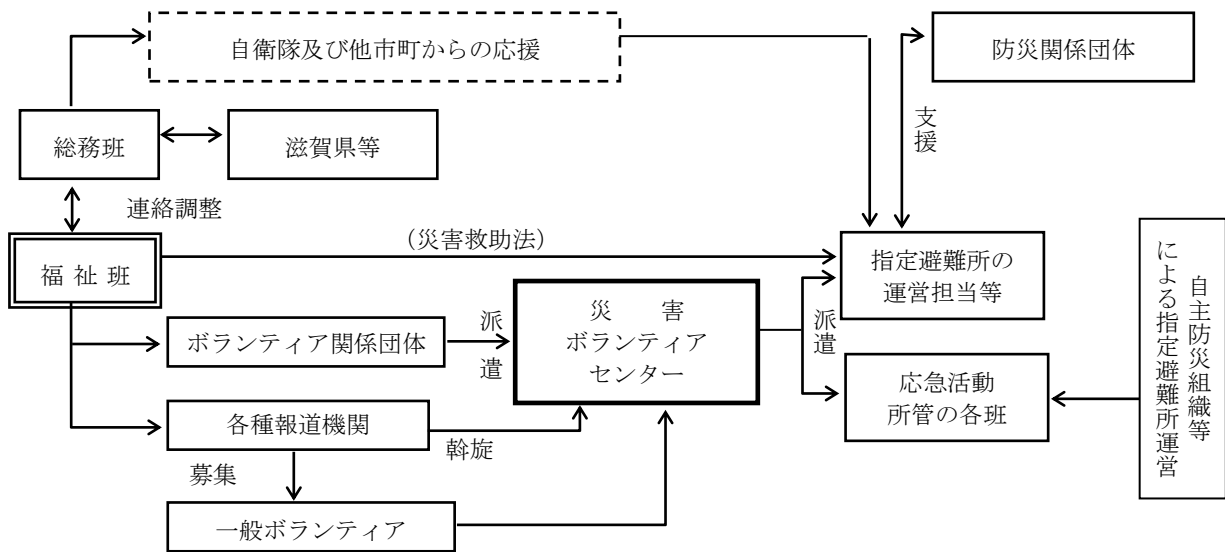 自衛隊及び他市町からの応援
防災関係団体
総務班
滋賀県等
支援
連絡調整
福祉班
（災害救助法）
指定避難所の
運営担当等
災　害
ボランティア
センター
派遣
ボランティア関係団体
派遣
応急活動
所管の各班
自主防災組織等
による指定避難所運営
各種報道機関
斡旋
募集
一般ボランティア